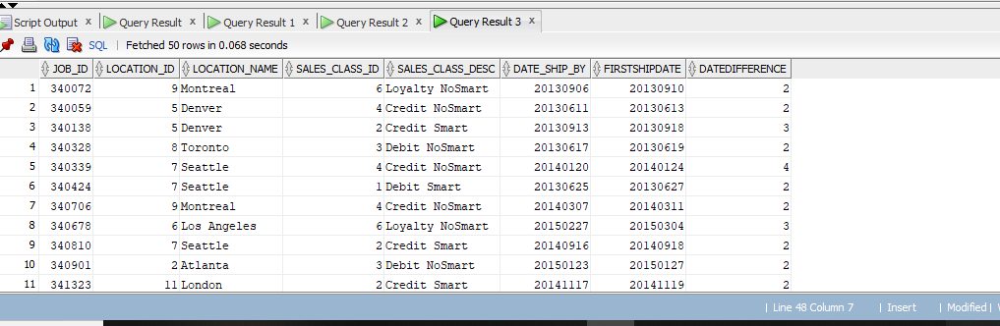 Script Output x Query Result x Query Result 1 x Query Result 2 x Query Result 3 x
SQL | Fetched 50 rows in 0.068 seconds
JOB_ID LOCATION_ID LOCATION_NAME SALES_CLASS_ID SALES_CLASS_DESC DATE_SHIP_BY FIRSTSHIPDATE DATEDIFFERENCE
1 340072 9 Montreal 6 Loyalty NoSmart 20130906 20130910 2
2 340059 5 Denver 4 Credit NoSmart 20130611 20130613 2
3 340138 5 Denver 2 Credit Smart 20130913 20130918 3
4 340328 8 Toronto 3 Debit NoSmart 20130617 20130619 2
5 340339 7 Seattle 4 Credit NoSmart 20140120 20140124 4
6 340424 7 Seattle 1 Debit Smart 20130625 20130627 2
7 340706 9 Montreal 4 Credit NoSmart 20140307 20140311 2
8 340678 6 Los Angeles 6 Loyalty NoSmart 20150227 20150304 3
9 340810 7 Seattle 2 Credit Smart 20140916 20140918 2
10 340901 2 Atlanta 3 Debit NoSmart 20150123 20150127 2
11 341323 11 London 2 Credit Smart 20141117 20141119 2
| Line 48 Column 7 | Insert | Modified |